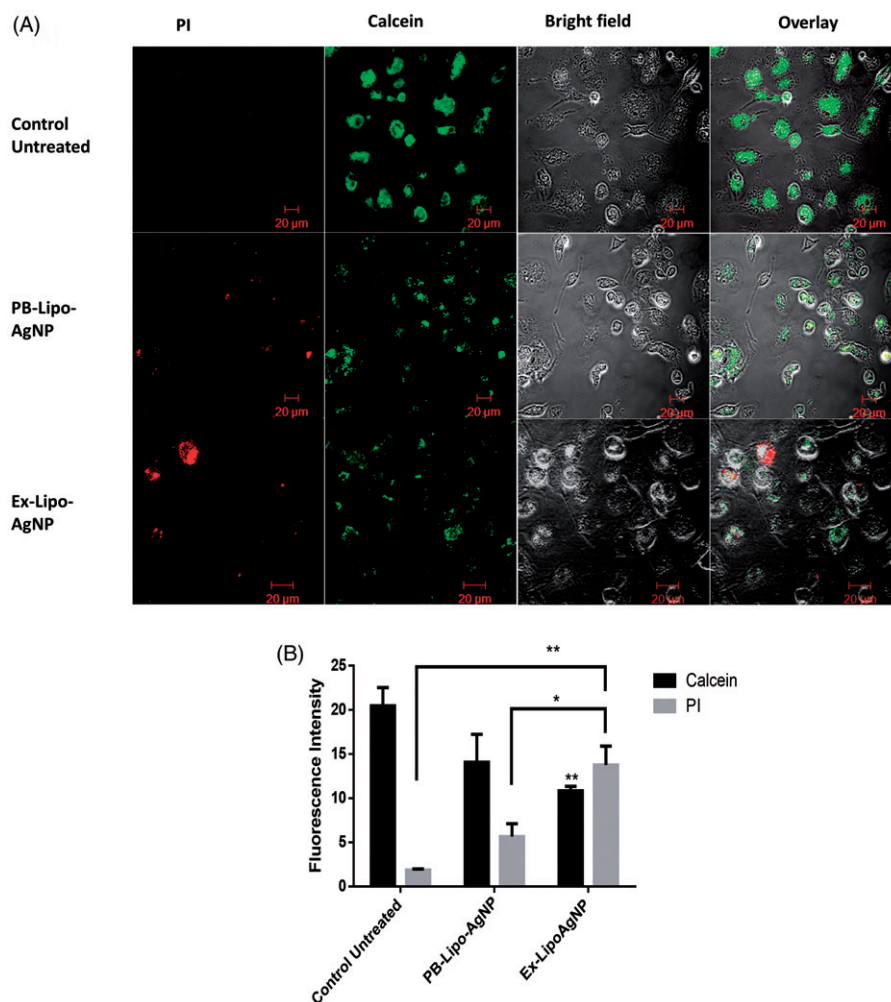 (A)
PI Calcein Bright field Overlay
Control
Untreated
20 µm 20 µm 20 µm 20 µm
PB-Lipo-
AgNP
20 µm 20 µm 20 µm 20 µm
Ex-Lipo-
AgNP
20 µm 20 µm 20 µm 20 µm
(B)
25
20
15
10
5
0
Fluorescence Intensity
**
*
**
Calcein
PI
Control Untreated
PB-Lipo-AgNP
Ex-LipoAgNP